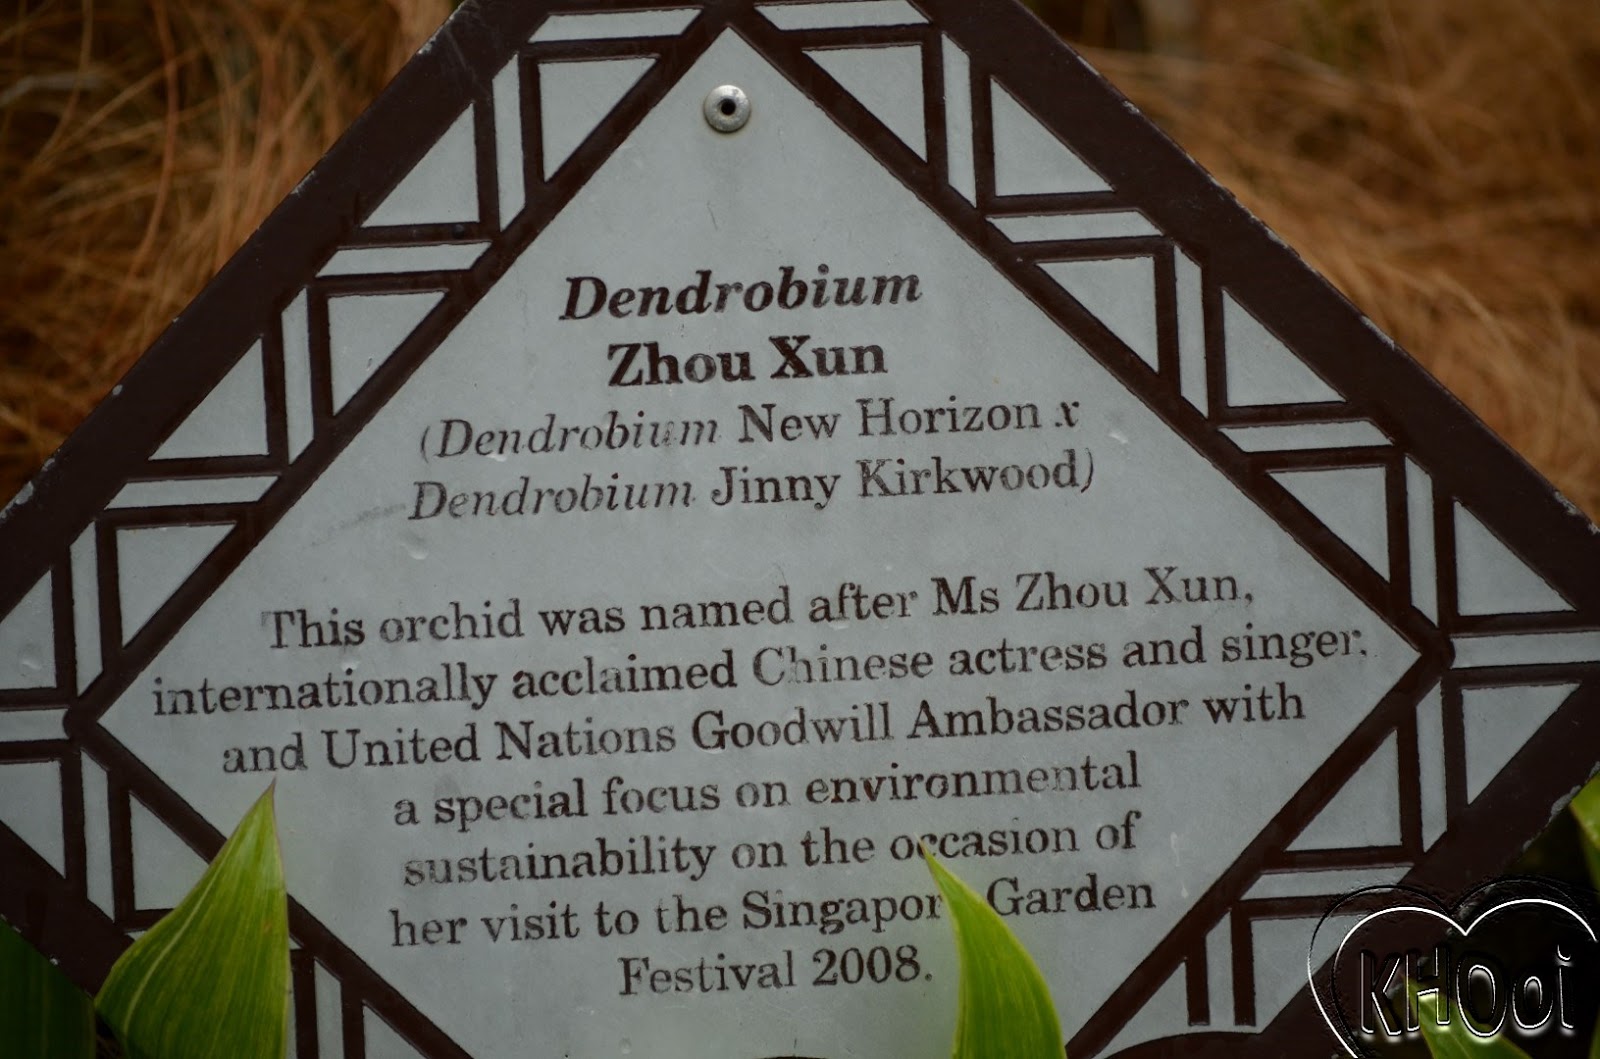 Dendrobium
Zhou Xun
(Dendrobium New Horizon x
Dendrobium Jinny Kirkwood)
This orchid was named after Ms Zhou Xun,
internationally acclaimed Chinese actress and singer,
and United Nations Goodwill Ambassador with
a special focus on environmental
sustainability on the occasion of
her visit to the Singapor Garden
Festival 2008.
KHOoi